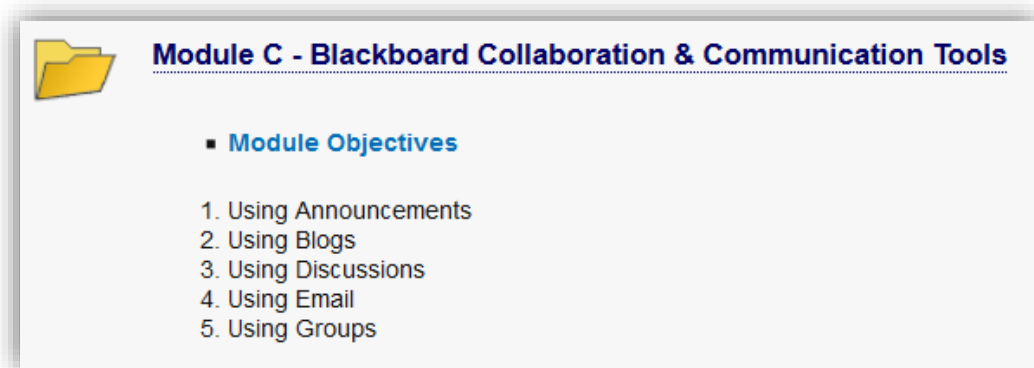 Module C - Blackboard Collaboration & Communication Tools
Module Objectives
1. Using Announcements
2. Using Blogs
3. Using Discussions
4. Using Email
5. Using Groups